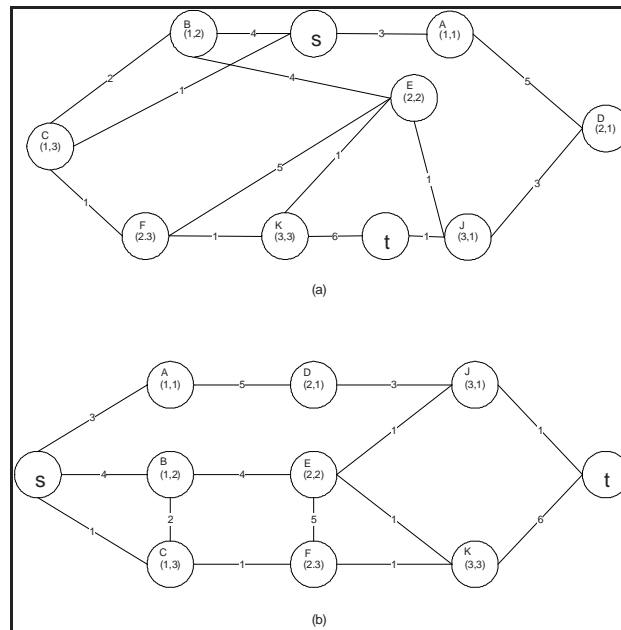 B
(1,2)
4
s
3
A
(1,1)
2
1
4
5
E
(2,2)
D
(2,1)
C
(1,3)
5
1
1
1
3
F
(2.3)
1
K
(3,3)
6
t
1
J
(3,1)
(a)
A
(1,1)
5
D
(2,1)
3
J
(3,1)
3
1
1
s
4
B
(1,2)
4
E
(2,2)
t
1
2
5
1
6
C
(1,3)
1
F
(2.3)
1
K
(3,3)
(b)